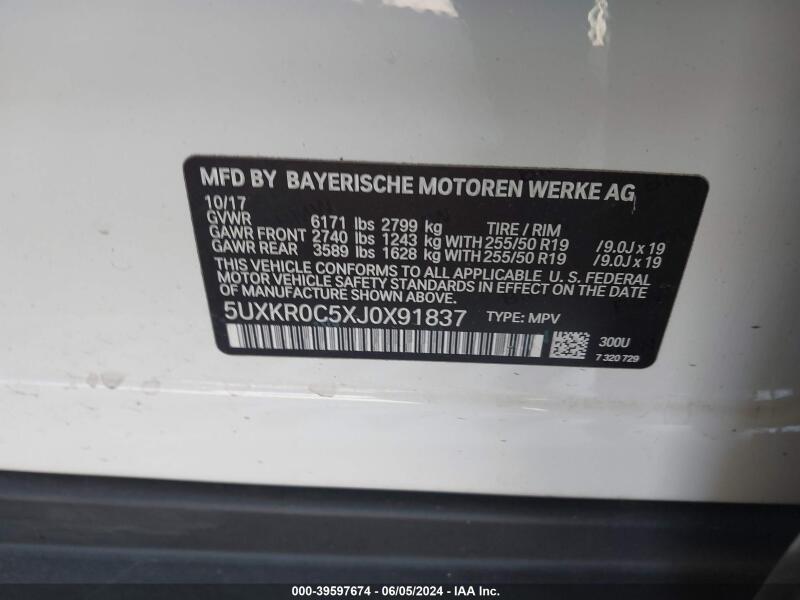 MFD BY BAYERISCHE MOTOREN WERKE AG
10/17
GVWR 6171 lbs 2799 kg TIRE / RIM
GAWR FRONT 2740 lbs 1243 kg WITH 255/50 R19 /9.0J x 19
GAWR REAR 3589 lbs 1628 kg WITH 255/50 R19 /9.0J x 19
THIS VEHICLE CONFORMS TO ALL APPLICABLE U. S. FEDERAL
MOTOR VEHICLE SAFETY STANDARDS IN EFFECT ON THE DATE
OF MANUFACTURE SHOWN ABOVE.
5UXKR0C5XJ0X91837 TYPE: MPV
300U
7 320 729
000-39597674 / 06/05/2024 - IAA Inc.